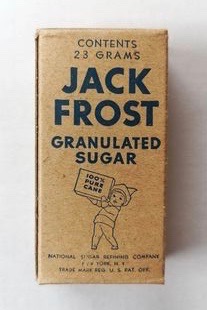 CONTENTS
23 GRAMS
JACK
FROST
GRANULATED
SUGAR
100%
PURE
CANE
NATIONAL SUGAR REFINING COMPANY
YORK, N. Y.
TRADE MARK REG. U. S. PAT. OFF.